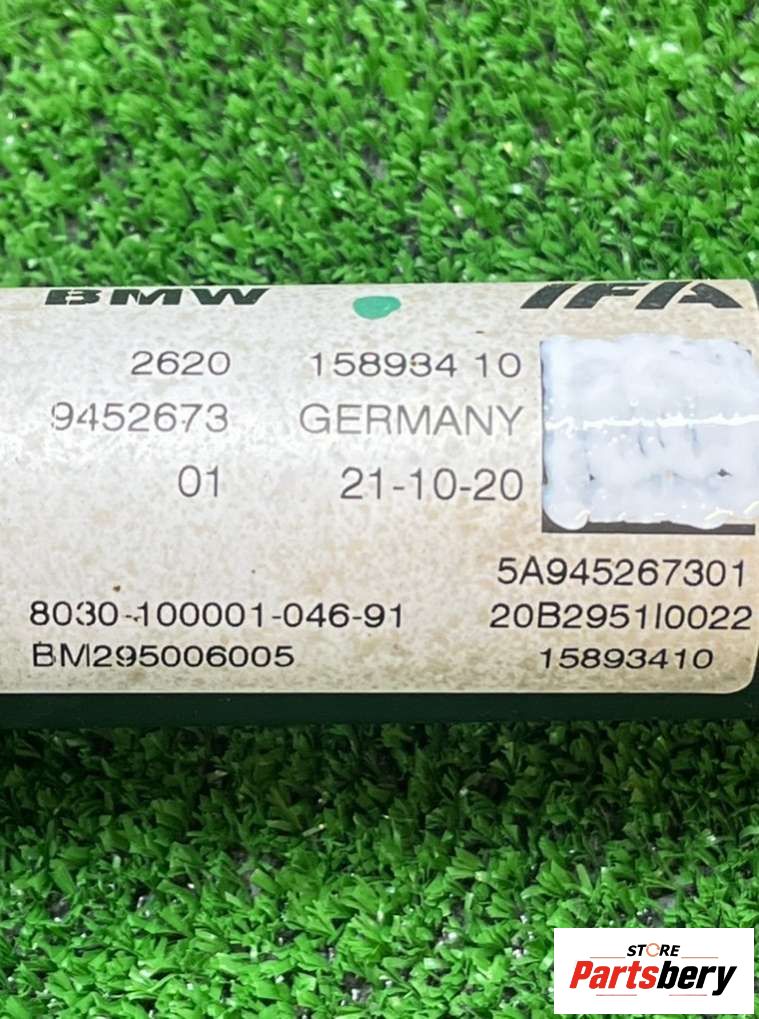 BMW IFA
2620 158934 10
9452673 GERMANY
01 21-10-20
5A945267301
8030-100001-046-91 20B2951I0022
BM295006005 15893410
STORE
Partsbery